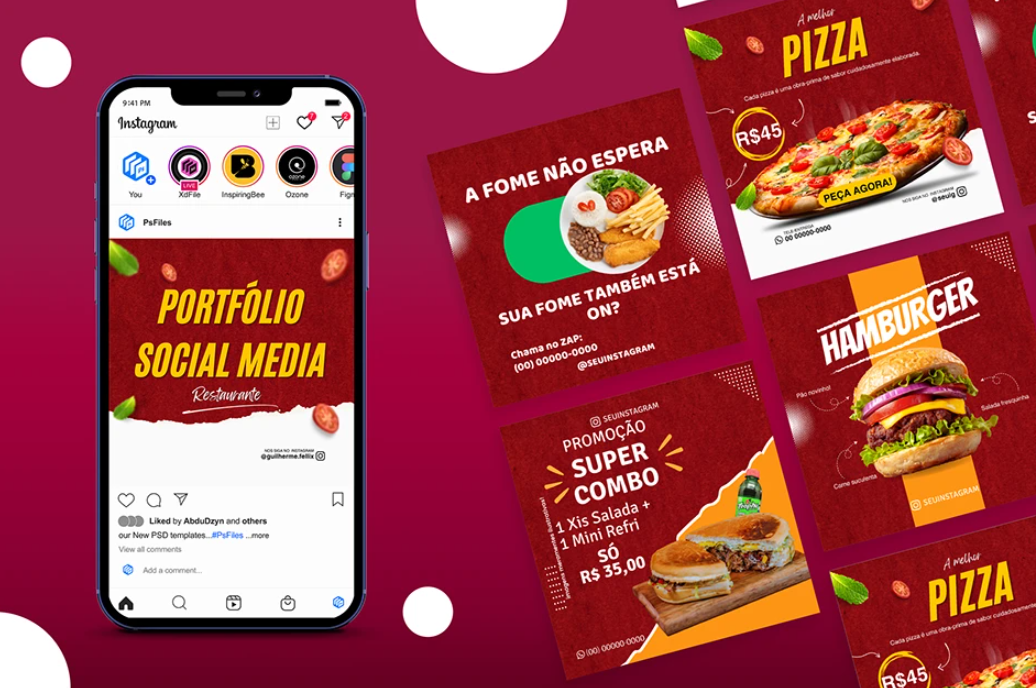 9:41 PM
Instagram
7
2
You
LIVE
XdFile
InspiringBee
Ozone
Figm
PsFiles
PORTFÓLIO
SOCIAL MEDIA
Restaurante
NOS SIGA NO INSTAGRAM
@guilherme.fellix
Liked by AbduDzyn and others
our New PSD templates...#PsFiles ...more
View all comments
Add a comment...
A FOME NÃO ESPERA
SUA FOME TAMBÉM ESTÁ
ON?
Chama no ZAP:
(00) 00000-0000
@SEUINSTAGRAM
A melhor
PIZZA
Cada pizza é uma obra-prima de sabor cuidadosamente elaborada.
R$45
PEÇA AGORA!
TELE ENTREGA
00 00000-0000
NOS SIGA NO INSTAGRAM
@seuig
SEUINSTAGRAM
PROMOÇÃO
SUPER
COMBO
1 Xis Salada +
1 Mini Refri
SÓ
R$ 35,00
Imagens meramentes ilustrativas!
(00) 00000-0000
HAMBURGER
Pão novinho!
Salada fresquinha
Carne suculenta
SEUINSTAGRAM
A melhor
PIZZA
Cada pizza é uma obra-prima de sabor cuidadosamente elaborada.
R$45